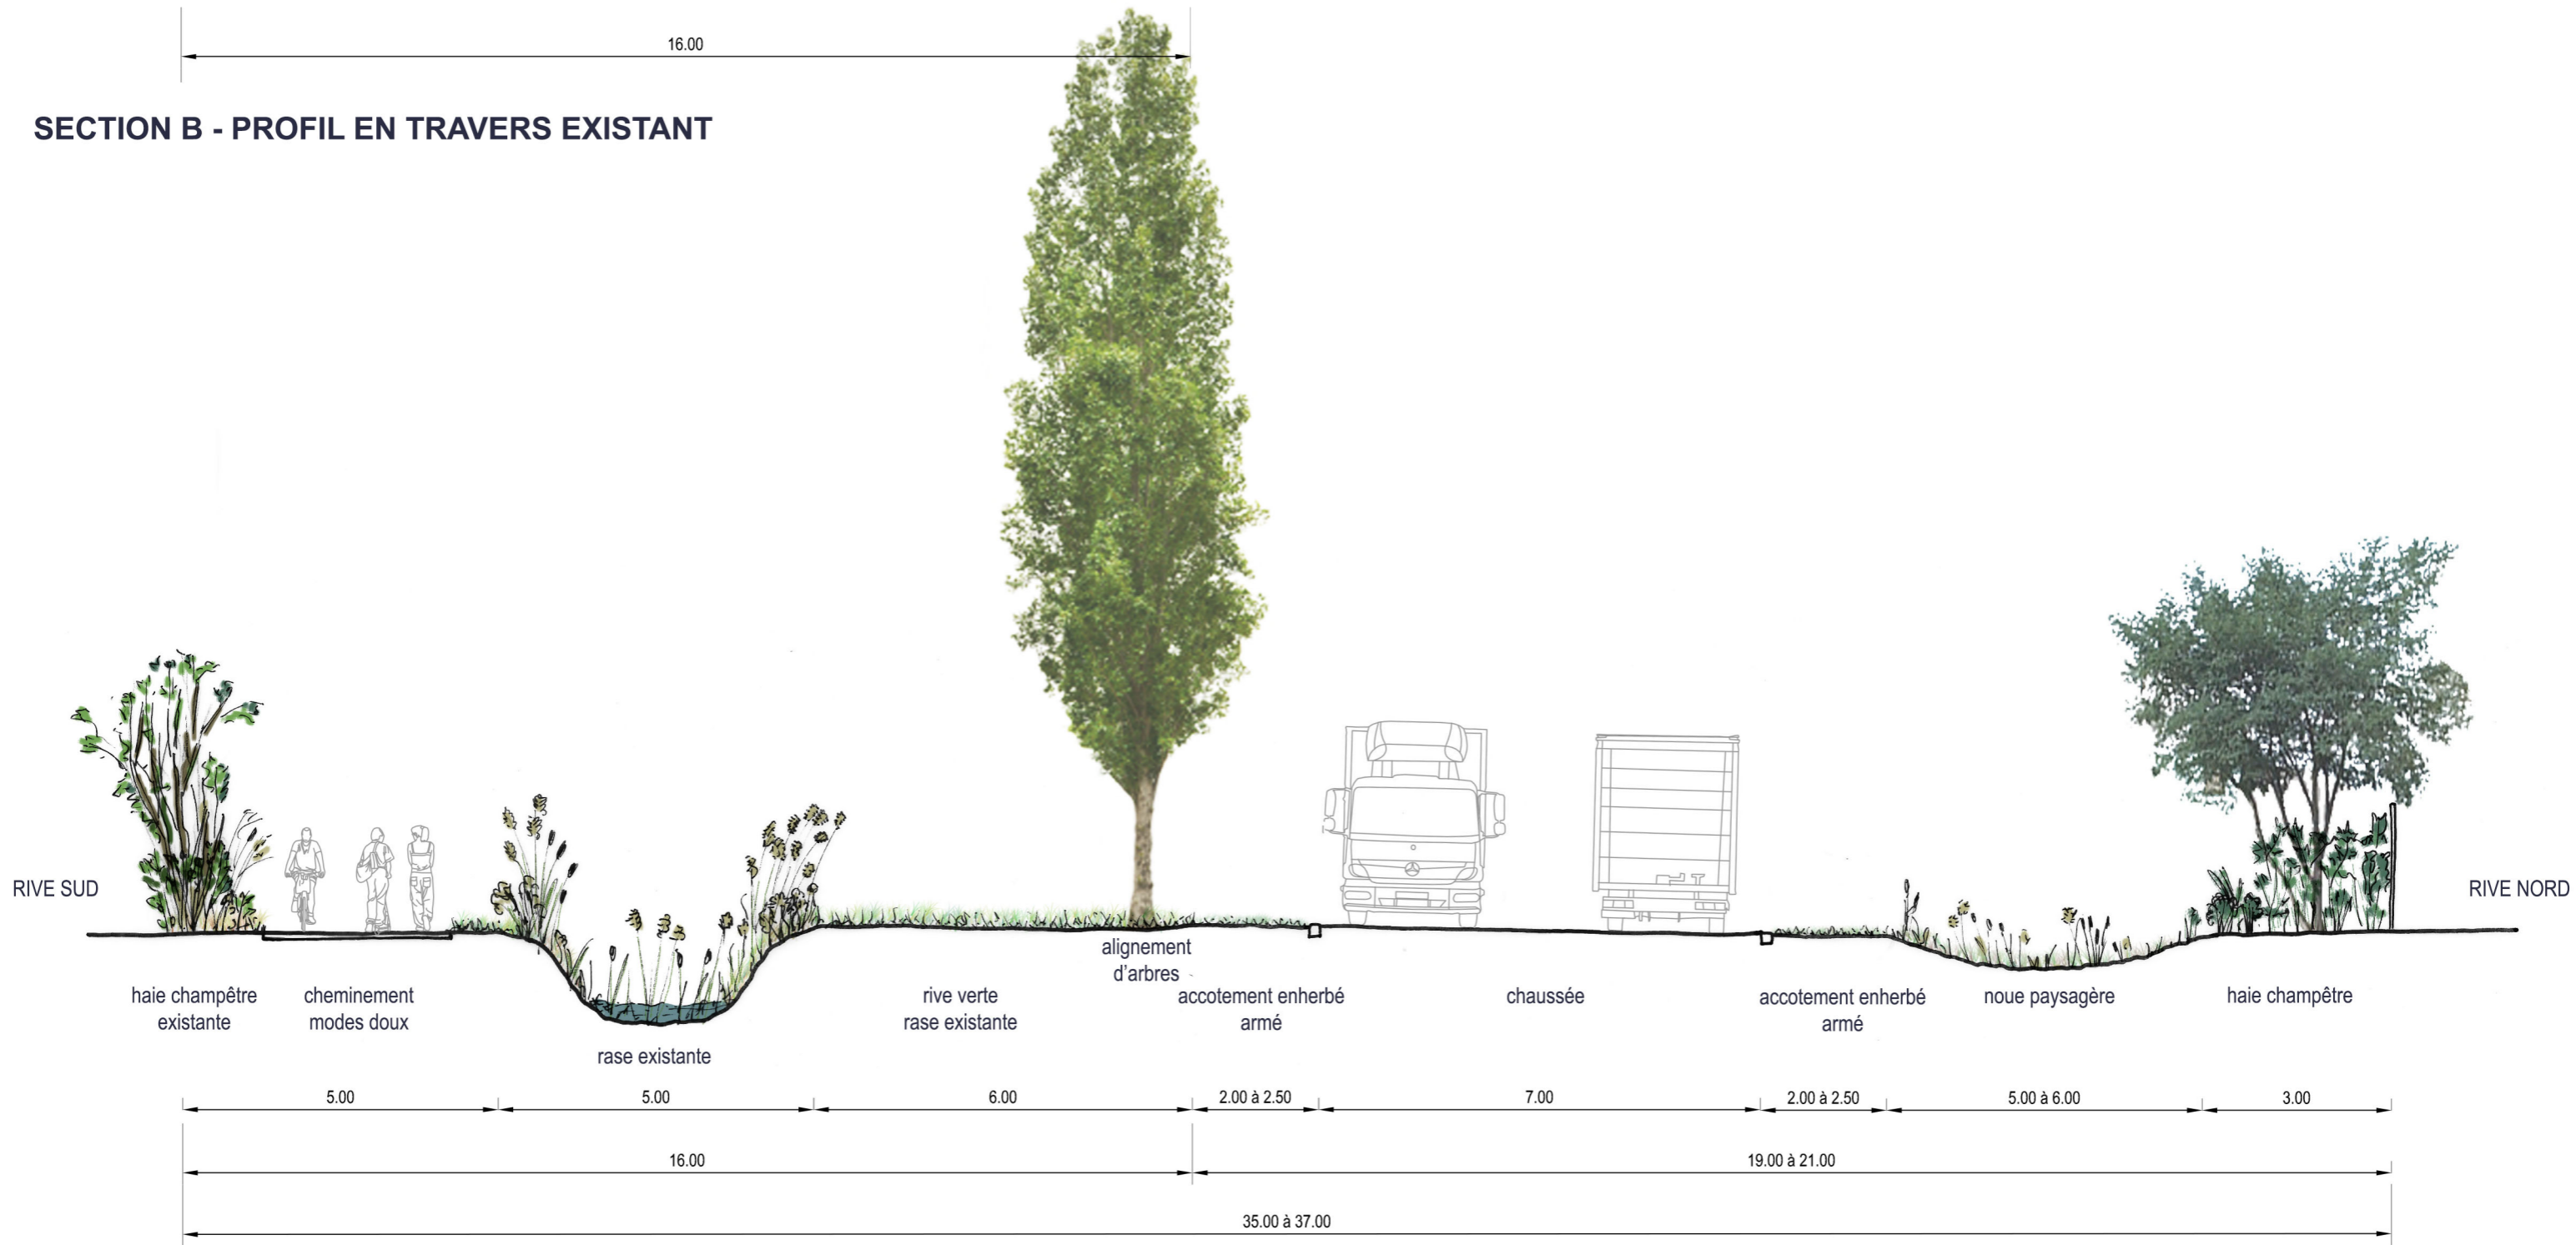 16.00
SECTION B - PROFIL EN TRAVERS EXISTANT
RIVE SUD
RIVE NORD
alignement
d'arbres
haie champêtre
existante
cheminement
modes doux
rase existante
rive verte
rase existante
accotement enherbé
armé
chaussée
accotement enherbé
armé
noue paysagère
haie champêtre
5.00 5.00 6.00 2.00 à 2.50 7.00 2.00 à 2.50 5.00 à 6.00 3.00
16.00 19.00 à 21.00
35.00 à 37.00